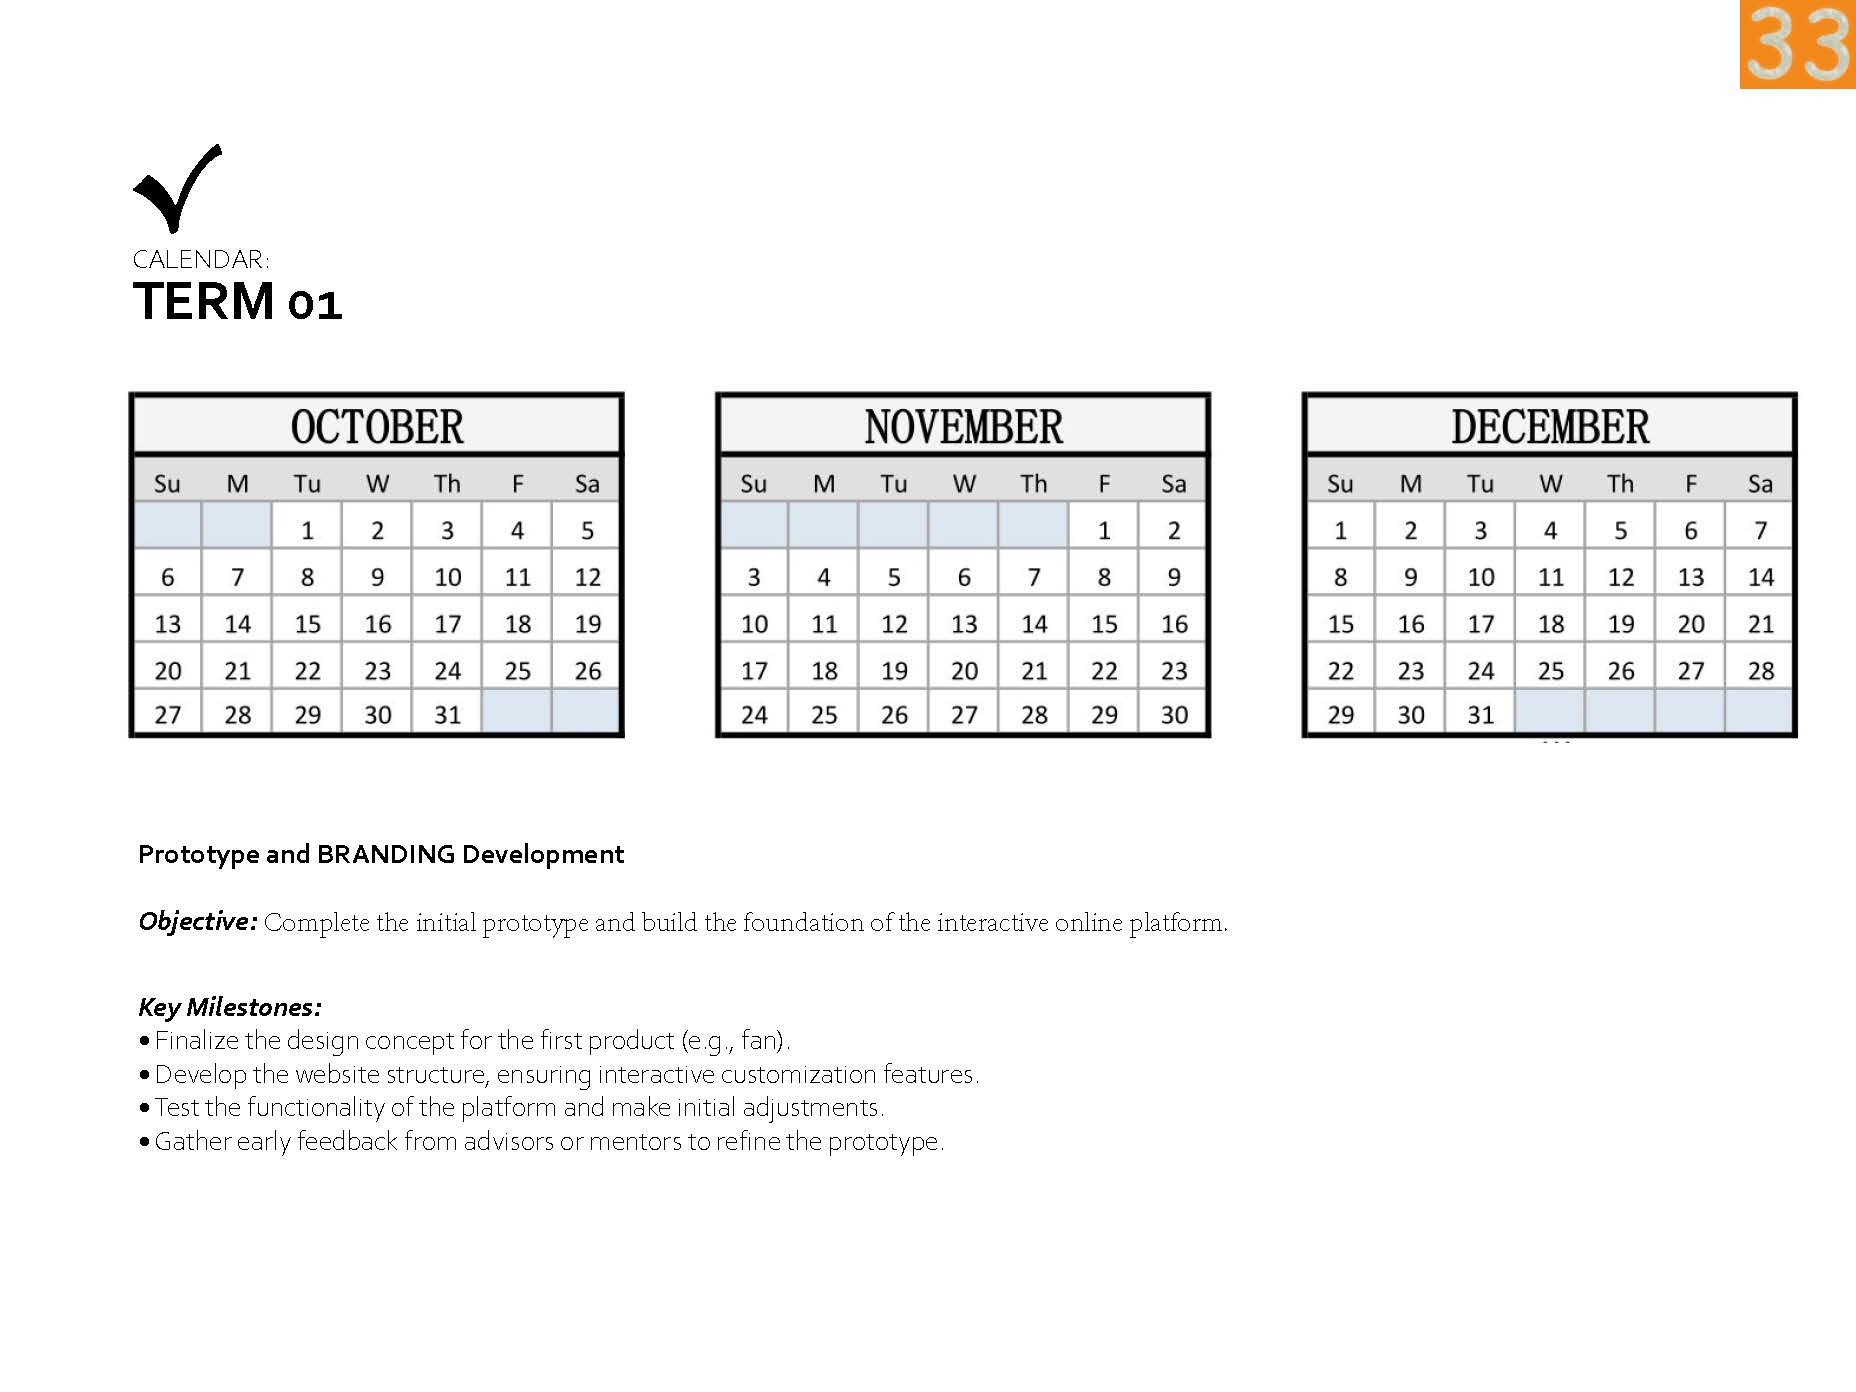 33
CALENDAR:
TERM 01
OCTOBER
Su M Tu W Th F Sa
1 2 3 4 5
6 7 8 9 10 11 12
13 14 15 16 17 18 19
20 21 22 23 24 25 26
27 28 29 30 31
NOVEMBER
Su M Tu W Th F Sa
1 2
3 4 5 6 7 8 9
10 11 12 13 14 15 16
17 18 19 20 21 22 23
24 25 26 27 28 29 30
DECEMBER
Su M Tu W Th F Sa
1 2 3 4 5 6 7
8 9 10 11 12 13 14
15 16 17 18 19 20 21
22 23 24 25 26 27 28
29 30 31
Prototype and BRANDING Development
Objective: Complete the initial prototype and build the foundation of the interactive online platform.
Key Milestones:
• Finalize the design concept for the first product (e.g., fan).
• Develop the website structure, ensuring interactive customization features.
• Test the functionality of the platform and make initial adjustments.
• Gather early feedback from advisors or mentors to refine the prototype.